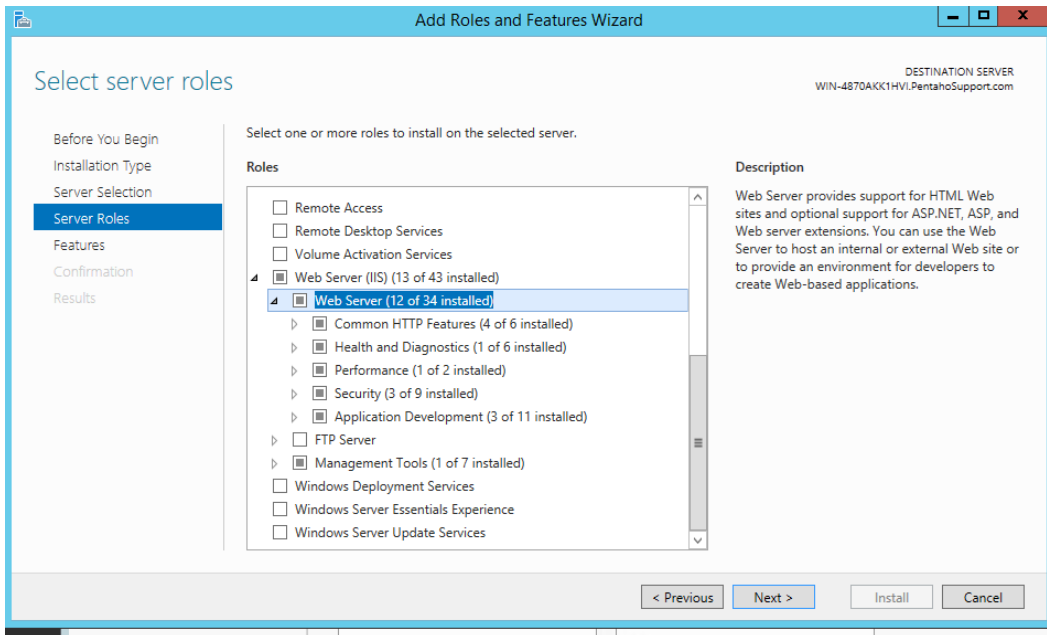 Add Roles and Features Wizard
Select server roles
DESTINATION SERVER
WIN-4870AKK1HVI.PentahoSupport.com
Before You Begin
Installation Type
Server Selection
Server Roles
Features
Confirmation
Results
Select one or more roles to install on the selected server.
Roles
Remote Access
Remote Desktop Services
Volume Activation Services
Web Server (IIS) (13 of 43 installed)
Web Server (12 of 34 installed)
Common HTTP Features (4 of 6 installed)
Health and Diagnostics (1 of 6 installed)
Performance (1 of 2 installed)
Security (3 of 9 installed)
Application Development (3 of 11 installed)
FTP Server
Management Tools (1 of 7 installed)
Windows Deployment Services
Windows Server Essentials Experience
Windows Server Update Services
Description
Web Server provides support for HTML Web
sites and optional support for ASP.NET, ASP, and
Web server extensions. You can use the Web
Server to host an internal or external Web site or
to provide an environment for developers to
create Web-based applications.
< Previous
Next >
Install
Cancel